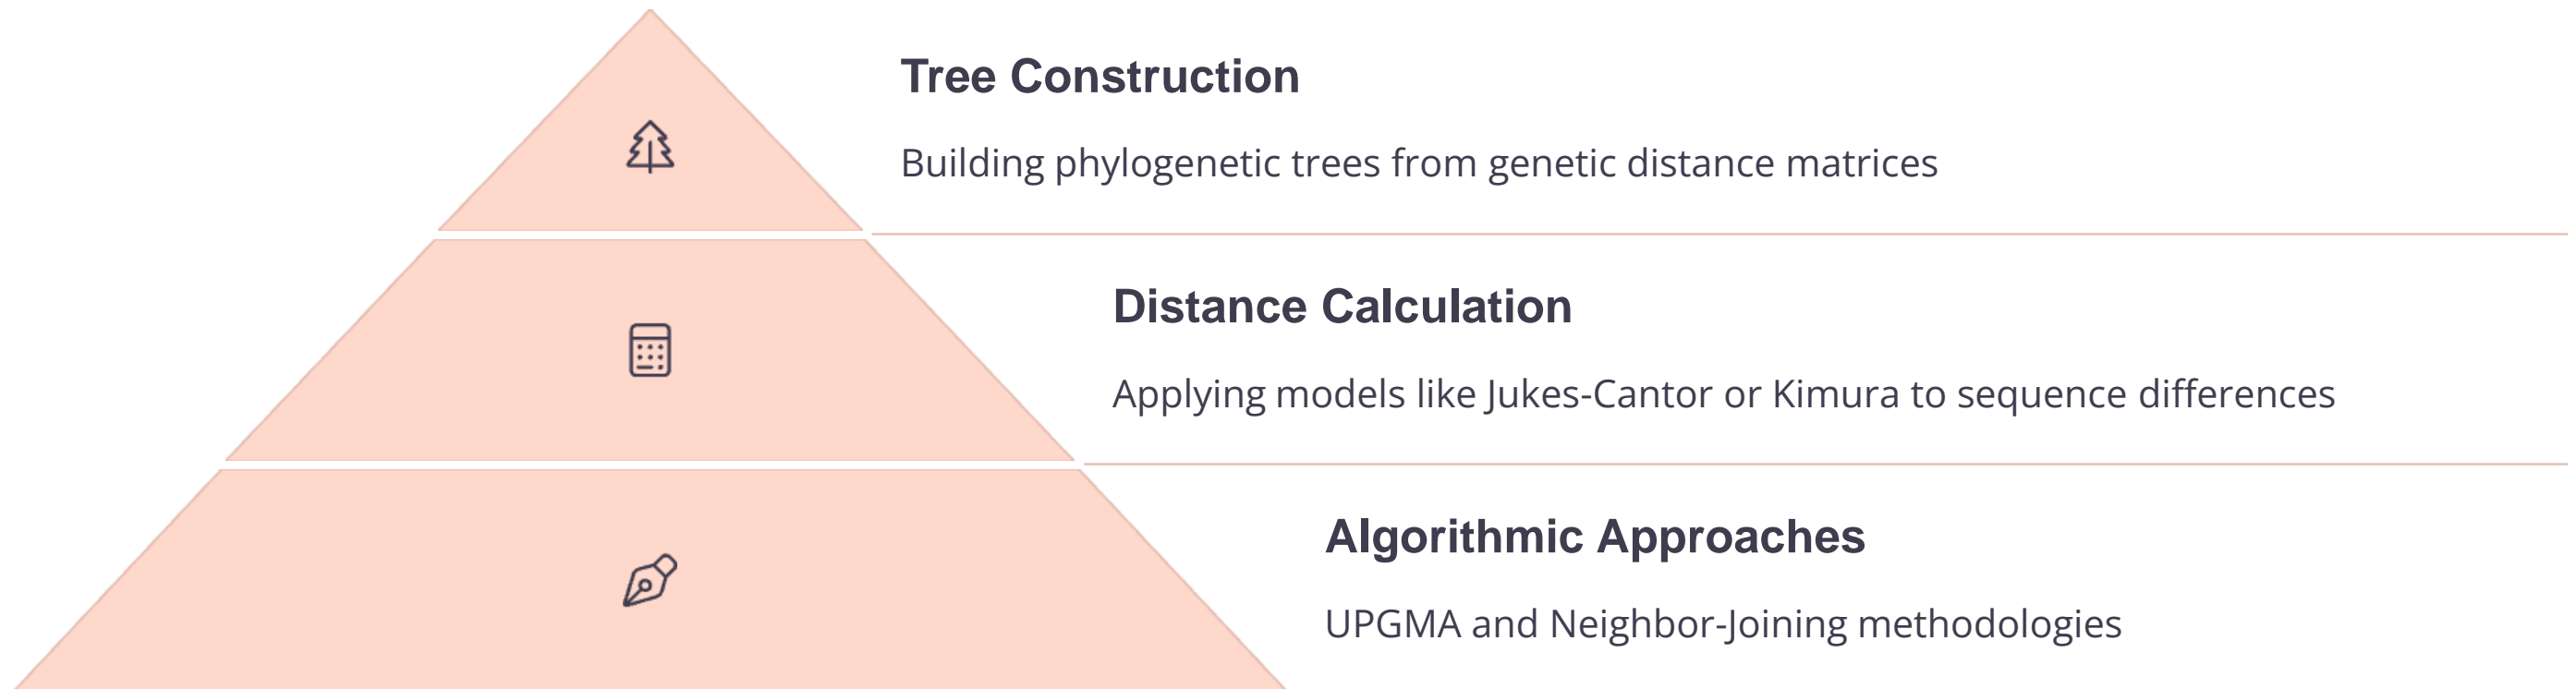 Tree Construction
Building phylogenetic trees from genetic distance matrices
Distance Calculation
Applying models like Jukes-Cantor or Kimura to sequence differences
Algorithmic Approaches
UPGMA and Neighbor-Joining methodologies